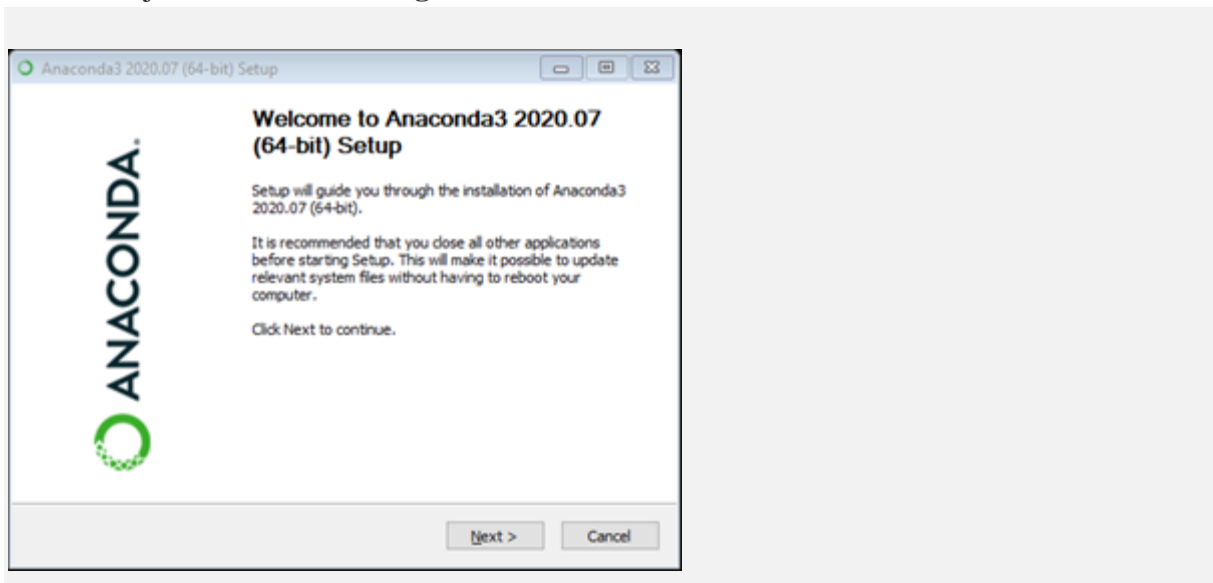 Anaconda3 2020.07 (64-bit) Setup
Welcome to Anaconda3 2020.07
(64-bit) Setup
Setup will guide you through the installation of Anaconda3
2020.07 (64-bit).
It is recommended that you close all other applications
before starting Setup. This will make it possible to update
relevant system files without having to reboot your
computer.
Click Next to continue.
ANACONDA.
Next >
Cancel